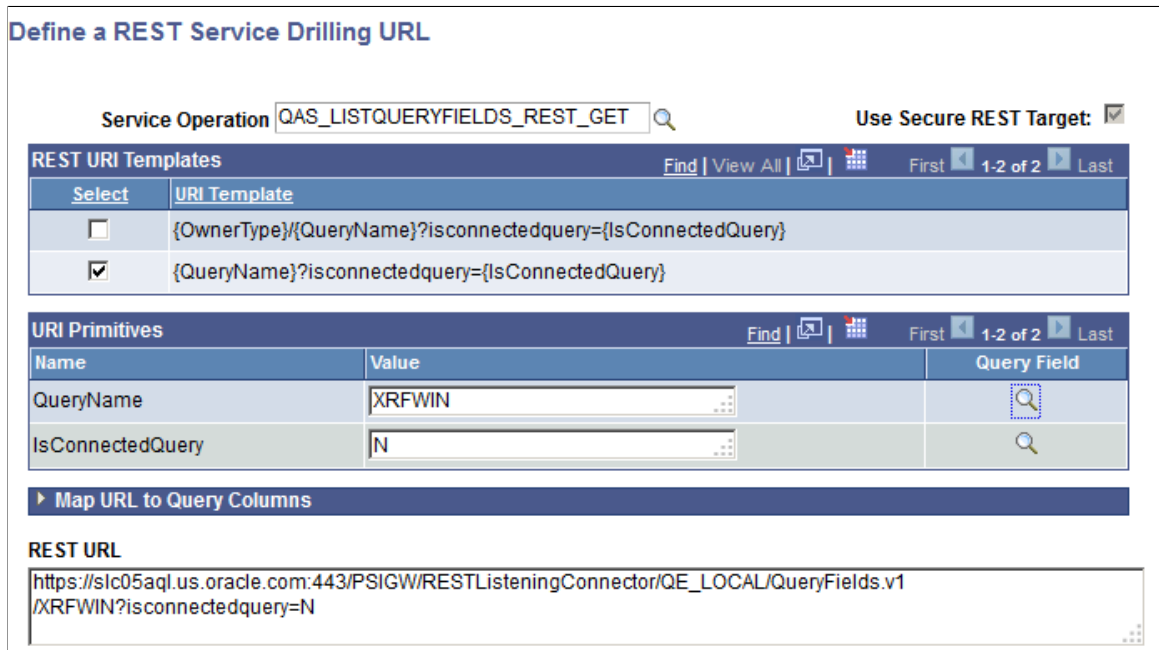 Define a REST Service Drilling URL
Service Operation QAS_LISTQUERYFIELDS_REST_GET Use Secure REST Target:
REST URI Templates Find | View All | | First 1-2 of 2 Last
Select URI Template
{OwnerType}/{QueryName}?isconnectedquery={IsConnectedQuery}
{QueryName}?isconnectedquery={IsConnectedQuery}
URI Primitives Find | | First 1-2 of 2 Last
Name Value Query Field
QueryName XRFWIN
IsConnectedQuery N
Map URL to Query Columns
REST URL
https://slc05aql.us.oracle.com:443/PSIGW/RESTListeningConnector/QE_LOCAL/QueryFields.v1
/XRFWIN?isconnectedquery=N